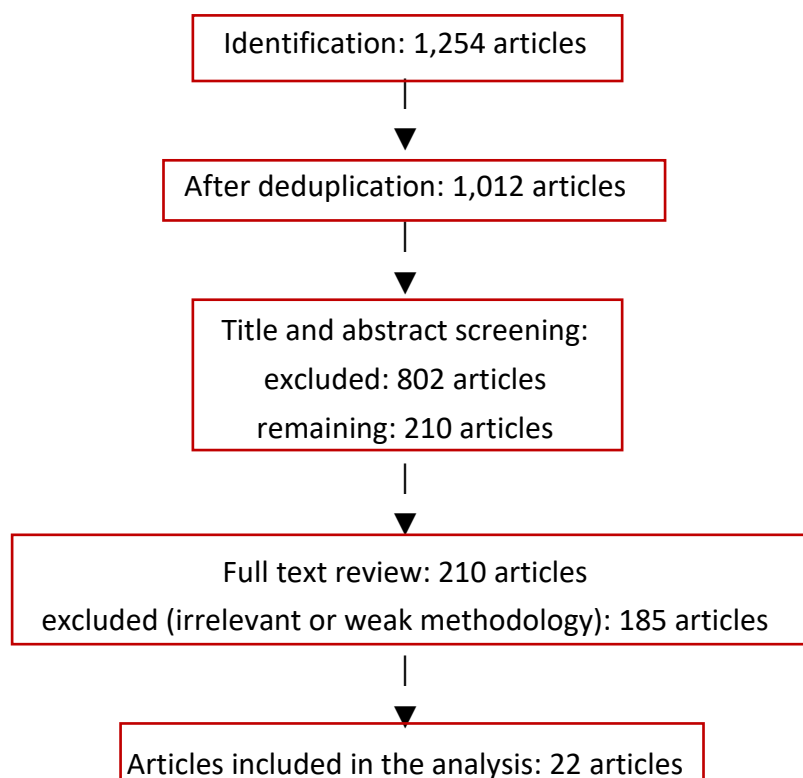 Identification: 1,254 articles
After deduplication: 1,012 articles
Title and abstract screening:
excluded: 802 articles
remaining: 210 articles
Full text review: 210 articles
excluded (irrelevant or weak methodology): 185 articles
Articles included in the analysis: 22 articles